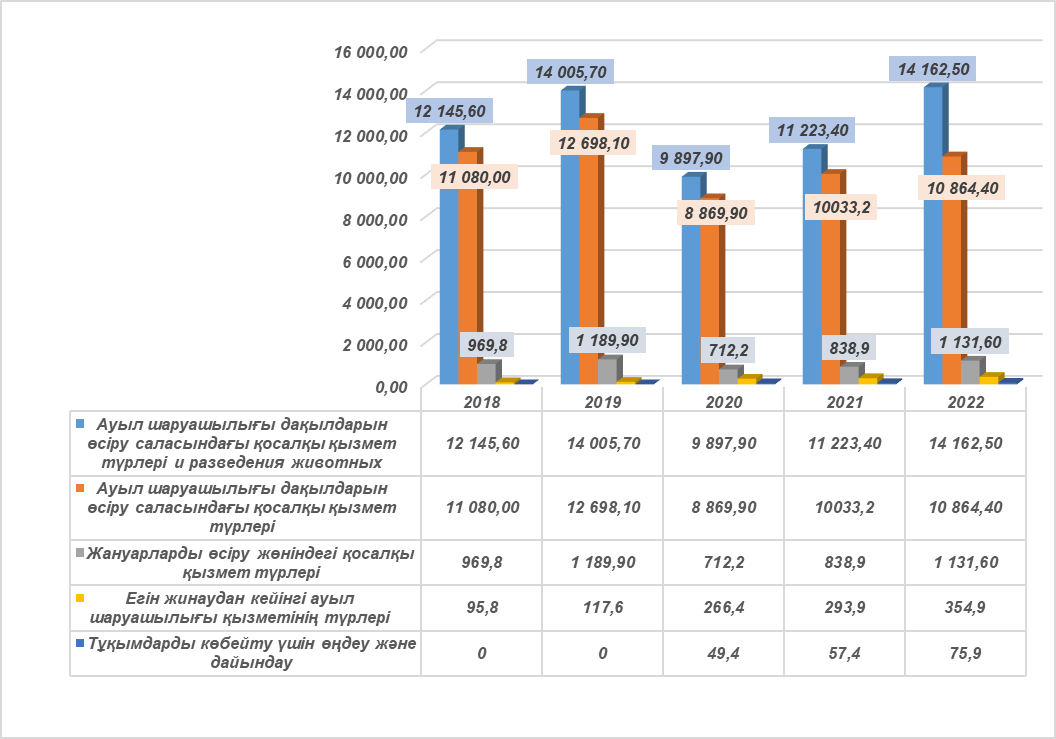 16 000,00
14 000,00
12 000,00
10 000,00
8 000,00
6 000,00
4 000,00
2 000,00
0,00
12 145,60
11 080,00
969,8
14 005,70
12 698,10
1 189,90
9 897,90
8 869,90
712,2
11 223,40
10033,2
838,9
14 162,50
10 864,40
1 131,60
2018 2019 2020 2021 2022
Ауыл шаруашылығы дақылдарын
өсіру саласындағы қосалқы қызмет
түрлері и разведения животных
12 145,60 14 005,70 9 897,90 11 223,40 14 162,50
Ауыл шаруашылығы дақылдарын
өсіру саласындағы қосалқы қызмет
түрлері
11 080,00 12 698,10 8 869,90 10033,2 10 864,40
Жануарларды өсіру жөніндегі қосалқы
қызмет түрлері
969,8 1 189,90 712,2 838,9 1 131,60
Егін жинаудан кейінгі ауыл
шаруашылығы қызметінің түрлері
95,8 117,6 266,4 293,9 354,9
Тұқымдарды көбейту үшін өңдеу және
дайындау
0 0 49,4 57,4 75,9